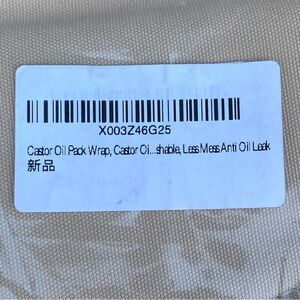 X003Z46G25
Castor Oil Pack Wrap, Castor Oi...shable, Less Mess Anti Oil Leak
新品